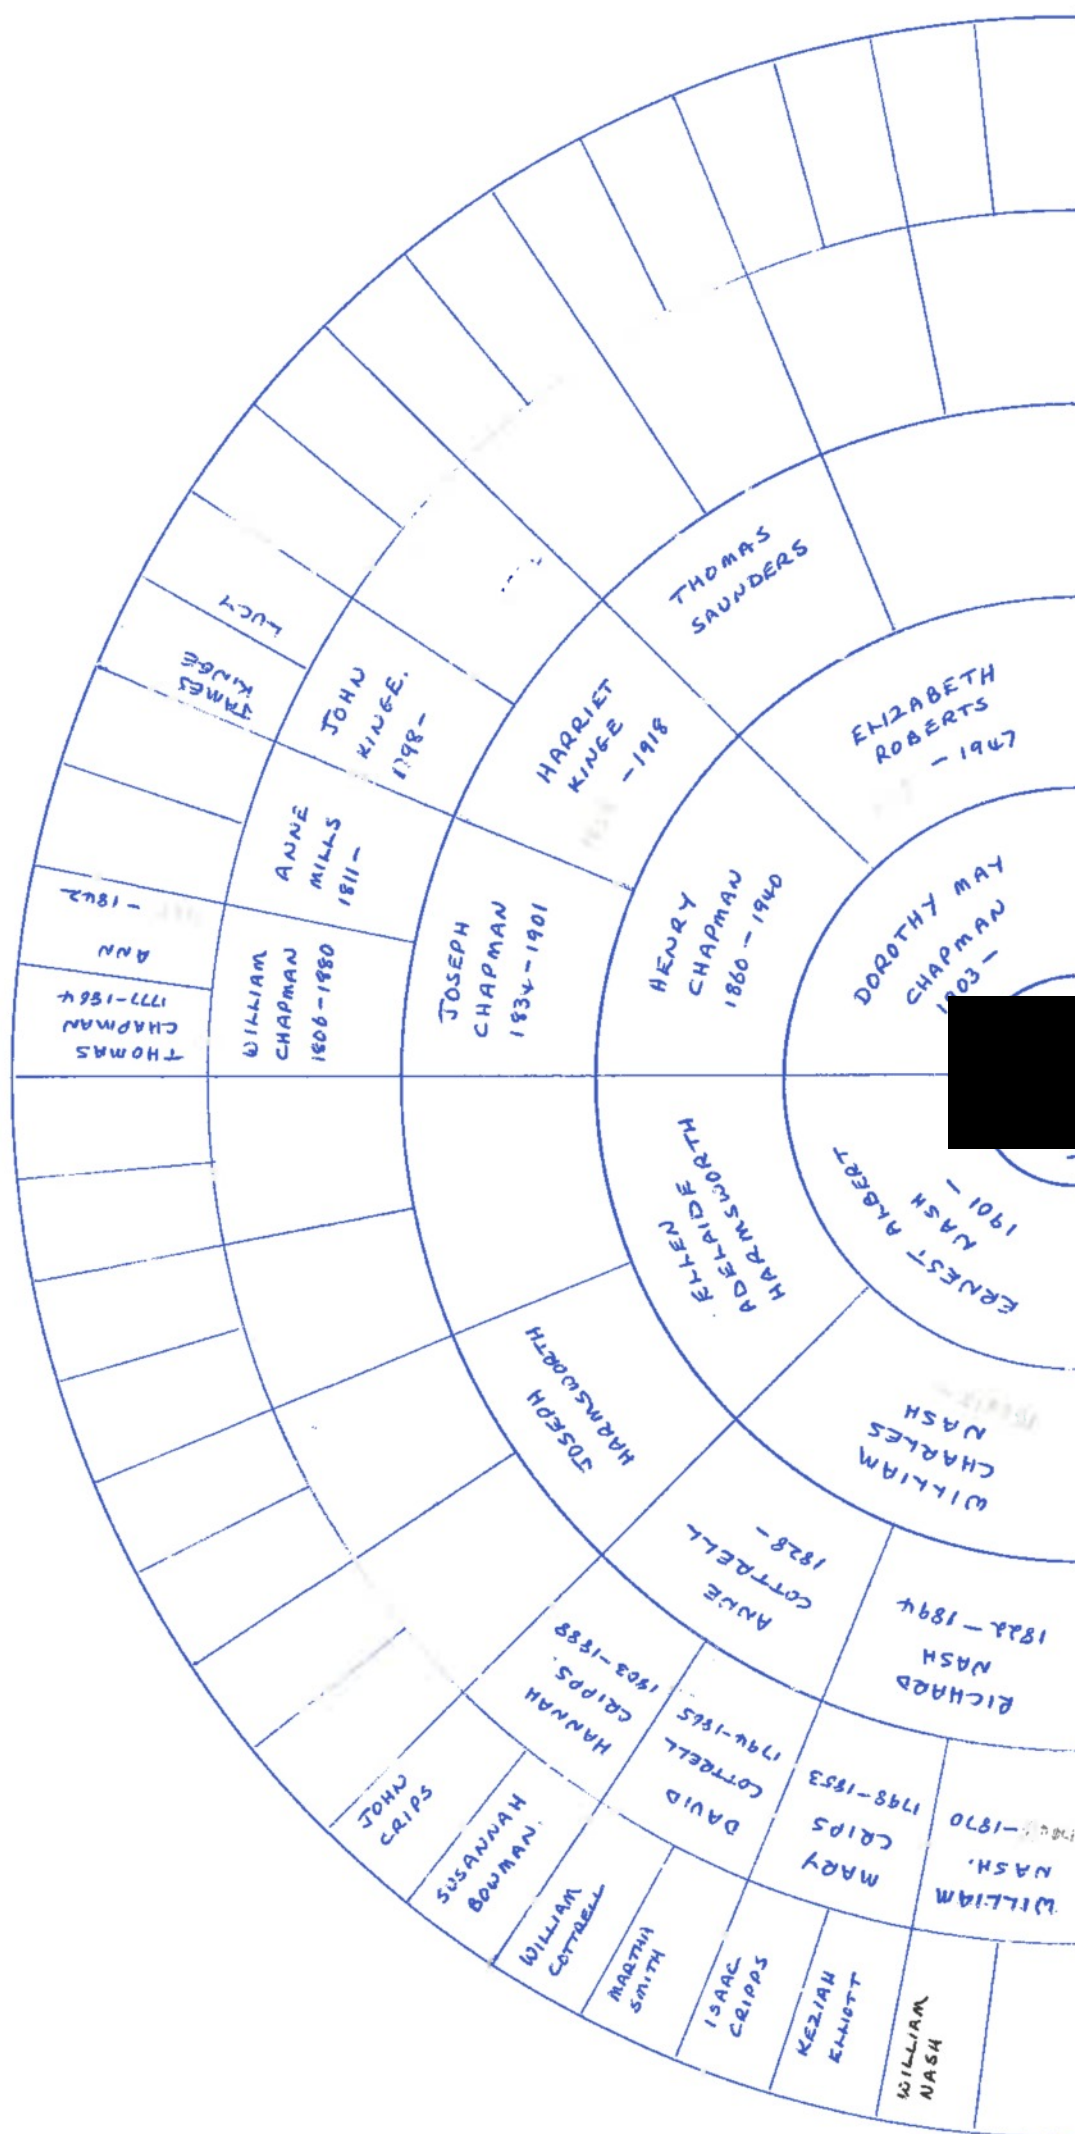 THOMAS
SAUNDERS
ELIZABETH
ROBERTS
- 1947
HARRIET
KINGE
- 1918
DOROTHY MAY
CHAPMAN
1903 -
HENRY
CHAPMAN
1860 - 1940
JOSEPH
CHAPMAN
1834 - 1901
JOHN
KINGE.
1798 -
ANNE
MILLS
1811 -
WILLIAM
CHAPMAN
1806 - 1880
LUCY
JAMES
KINGE
ANN
- 1842
THOMAS
CHAPMAN
1777-1864
ELLEN
ADELAIDE
HARMSWORTH
ERNEST ALBERT
NASH
1901 -
JOSEPH
HARMSWORTH
WILLIAM
CHARLES
NASH
ANNE
COTTRELL
1828 -
RICHARD
NASH
1822 - 1894
HANNAH
CRIPPS.
1803-1888
DAVID
COTTRELL
1794-1865
MARY
CRIPS
1798-1853
WILLIAM
NASH.
-1870
JOHN
CRIPS
SUSANNAH
BOWMAN.
WILLIAM
COTTRELL
MARTHA
SMITH
ISAAC
CRIPPS
KEZIAH
ELLIOTT
WILLIAM
NASH